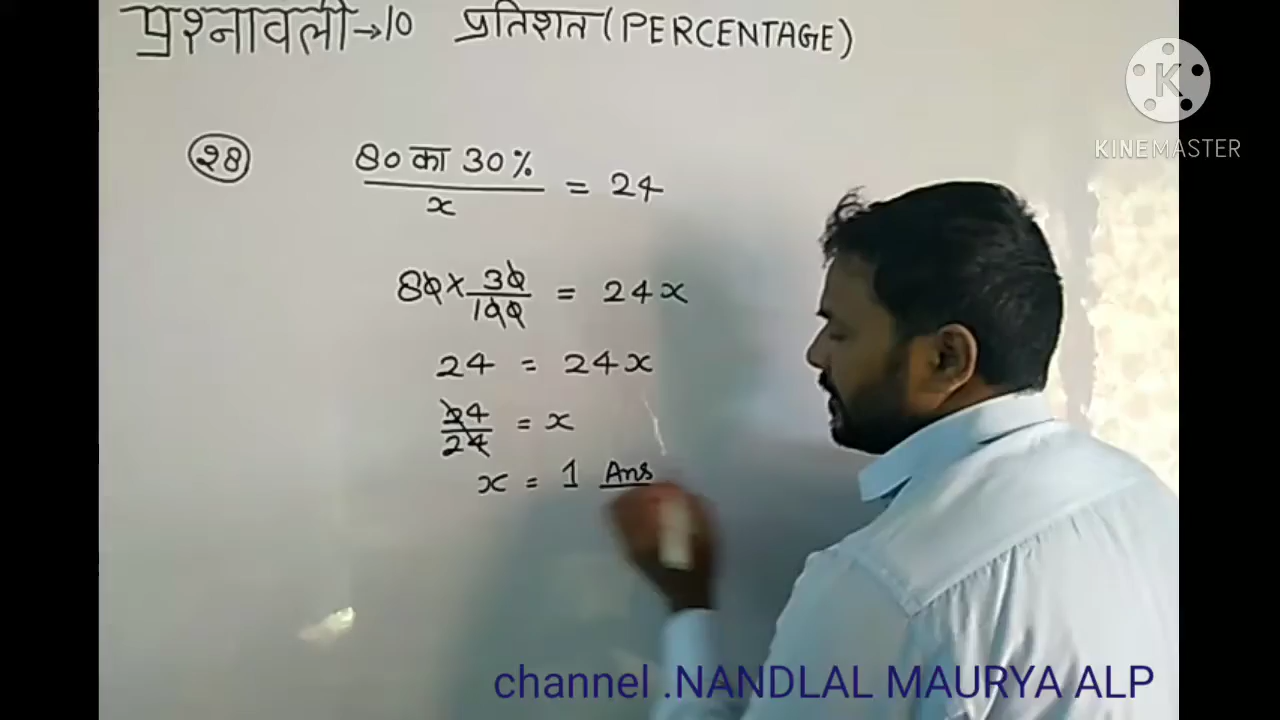 प्रश्नावली→10 प्रतिशत (PERCENTAGE)
K
KINEMASTER
28 80 का 30% / x = 24
80 × 30/100 = 24x
24 = 24x
24/24 = x
x = 1 Ans
channel .NANDLAL MAURYA ALP